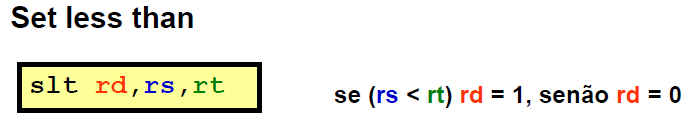 Set less than
slt rd,rs,rt
se (rs < rt) rd = 1, senão rd = 0